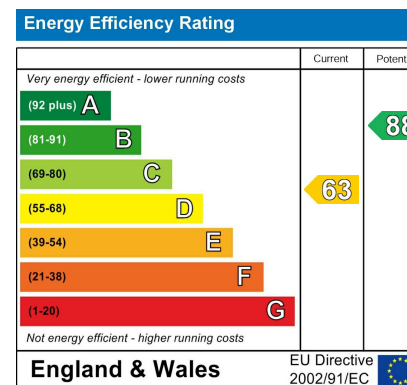 Energy Efficiency Rating
Current Potent
Very energy efficient - lower running costs
(92 plus) A
(81-91) B
88
(69-80) C
63
(55-68) D
(39-54) E
(21-38) F
(1-20) G
Not energy efficient - higher running costs
England & Wales
EU Directive
2002/91/EC